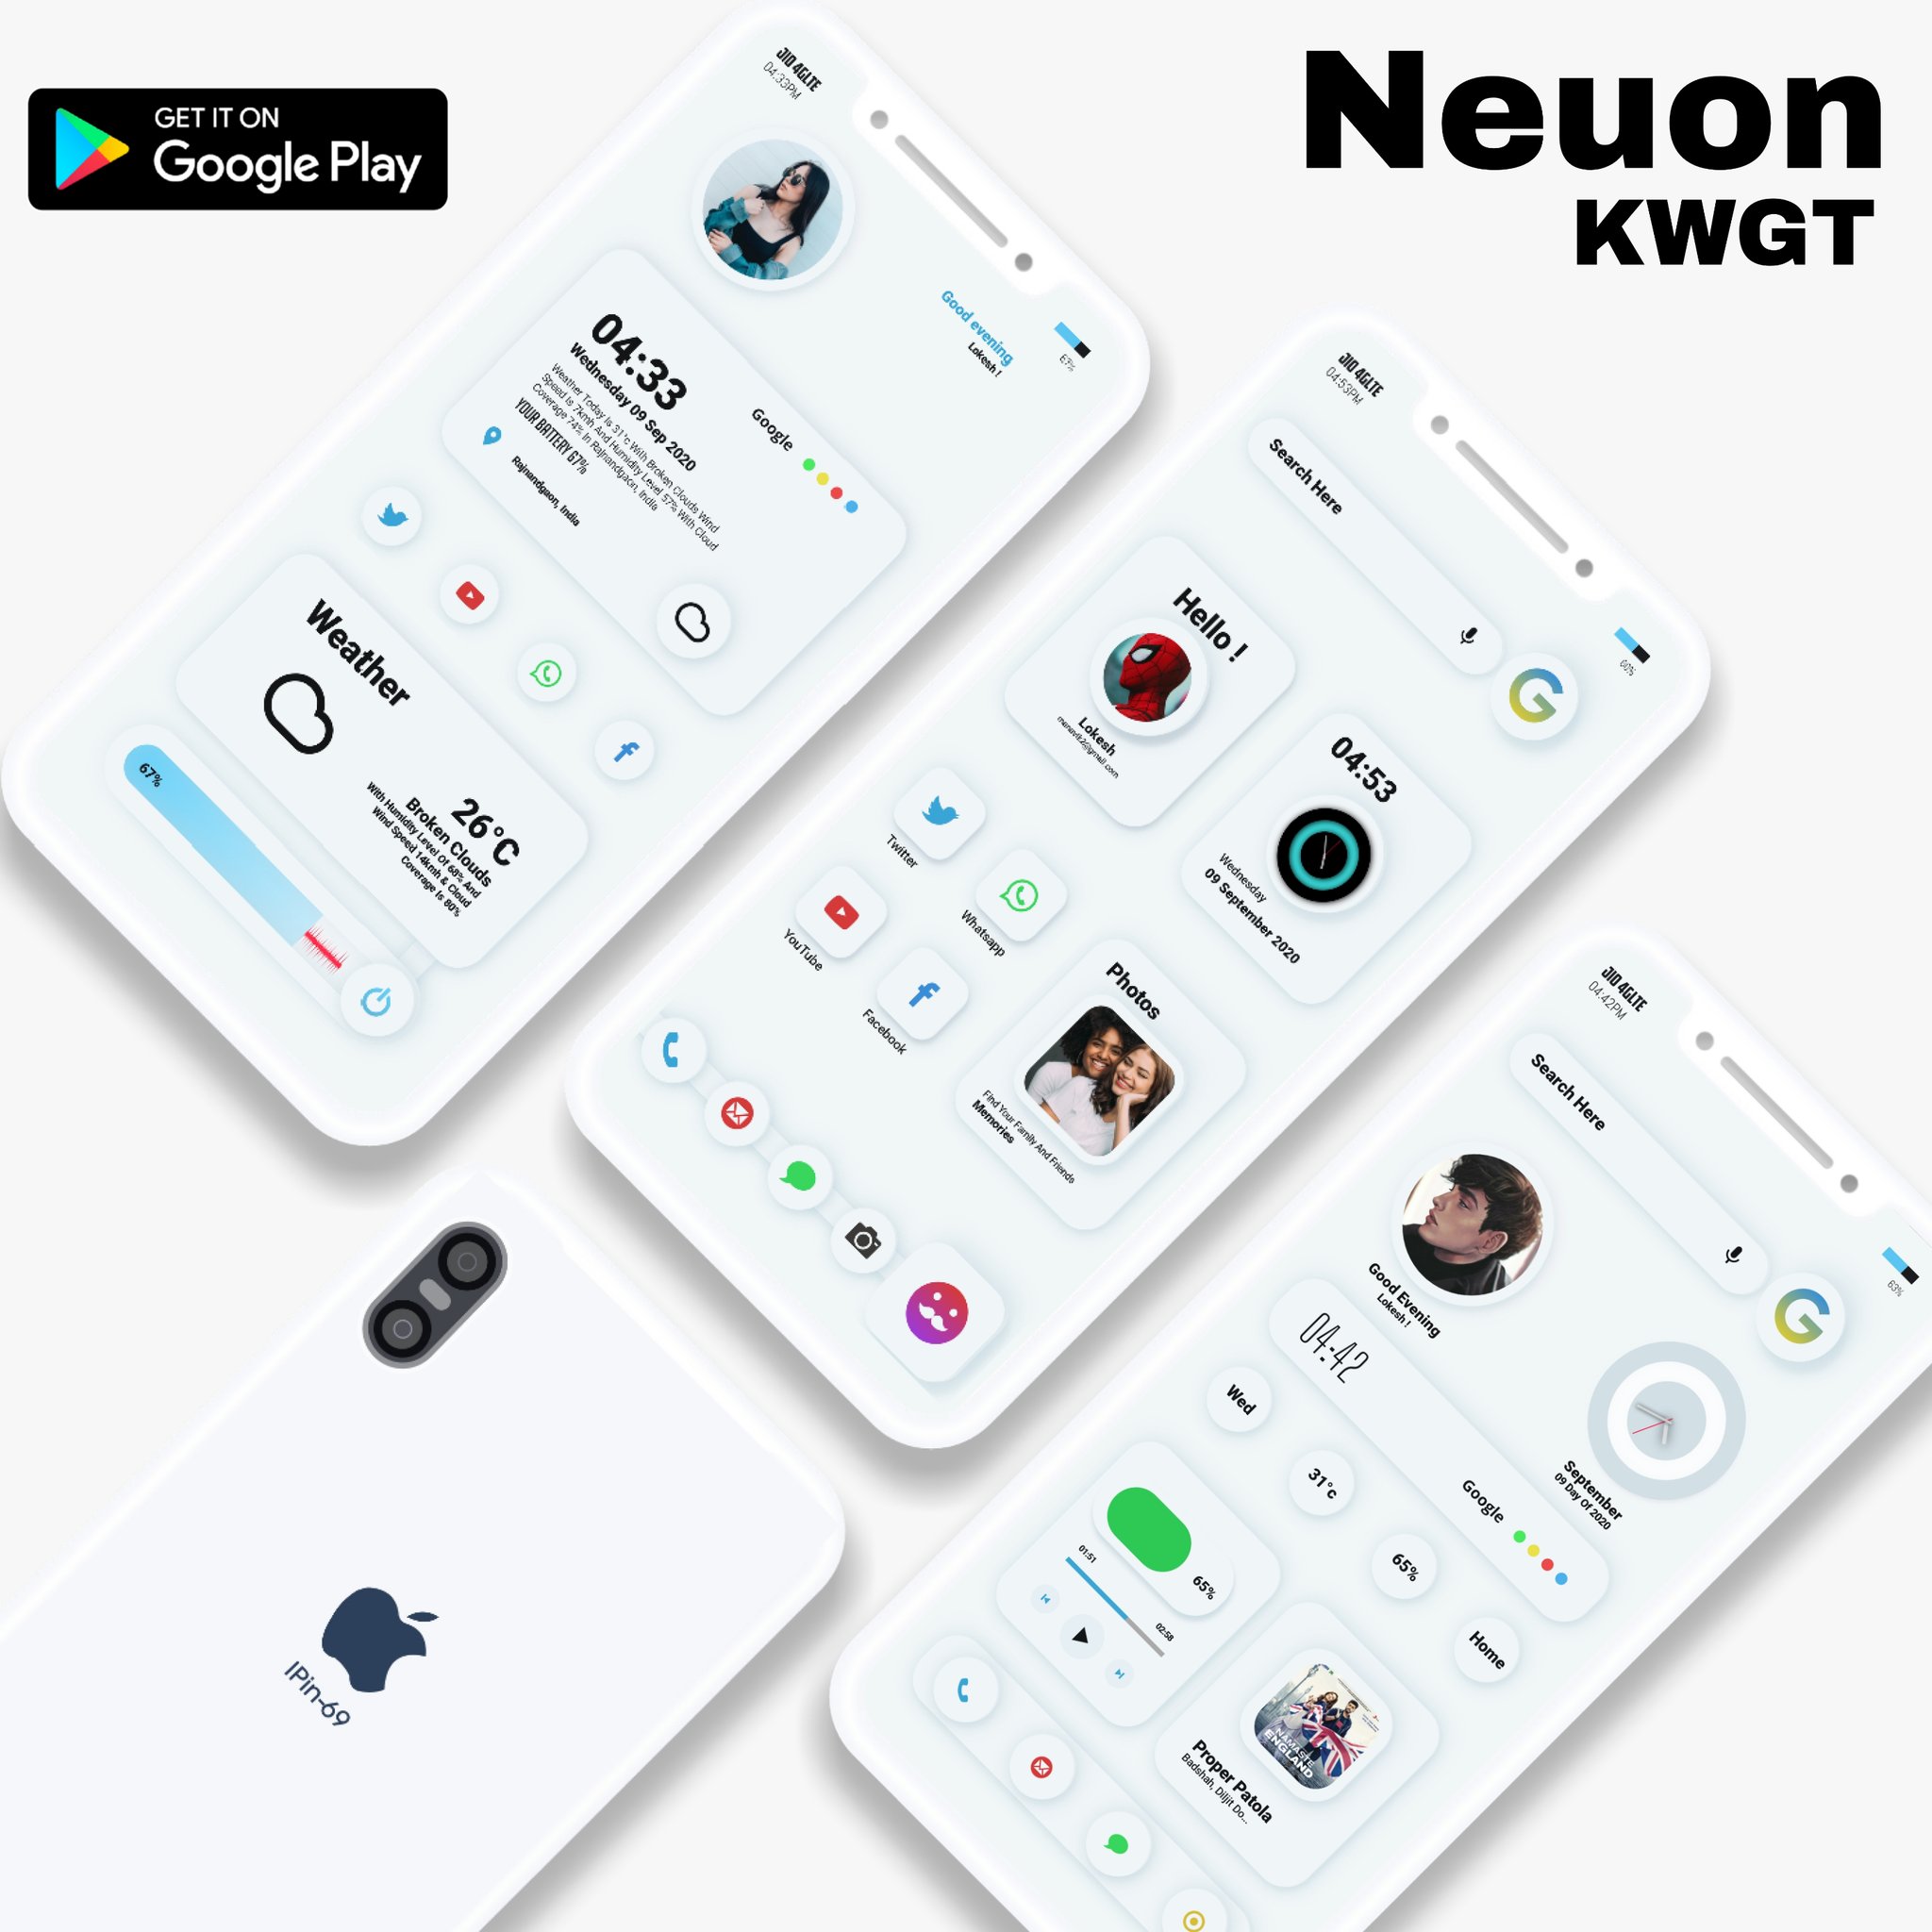 GET IT ON
Google Play
Neuon
KWGT
JIO 4GLTE
04:33PM
67%
Good evening
Lokesh !
04:33
Wednesday 09 Sep 2020
Weather Today Is 31°c With Broken Clouds Wind
Speed Is 7kmh And Humidity Level 57% With Cloud
Coverage 74% In Rajnandgaon, India
YOUR BATTERY 67%
Rajnandgaon, India
Google
Weather
26°C
Broken Clouds
With Humidity Level Of 68% And
Wind Speed 14kmh & Cloud
Coverage Is 80%
67%
JIO 4GLTE
04:53PM
Search Here
Hello !
Lokesh
04:53
Wednesday
09 September 2020
Twitter
Whatsapp
YouTube
Facebook
Photos
Find Your Family And Friends
Memories
JIO 4GLTE
04:42PM
63%
Search Here
Good Evening
Lokesh !
04:42
Google
September
09 Day Of 2020
Wed
31°c
65%
Home
65%
01:51
02:58
NAMASTE
ENGLAND
Proper Patola
Badshah, Diljit Do...
IPin-69